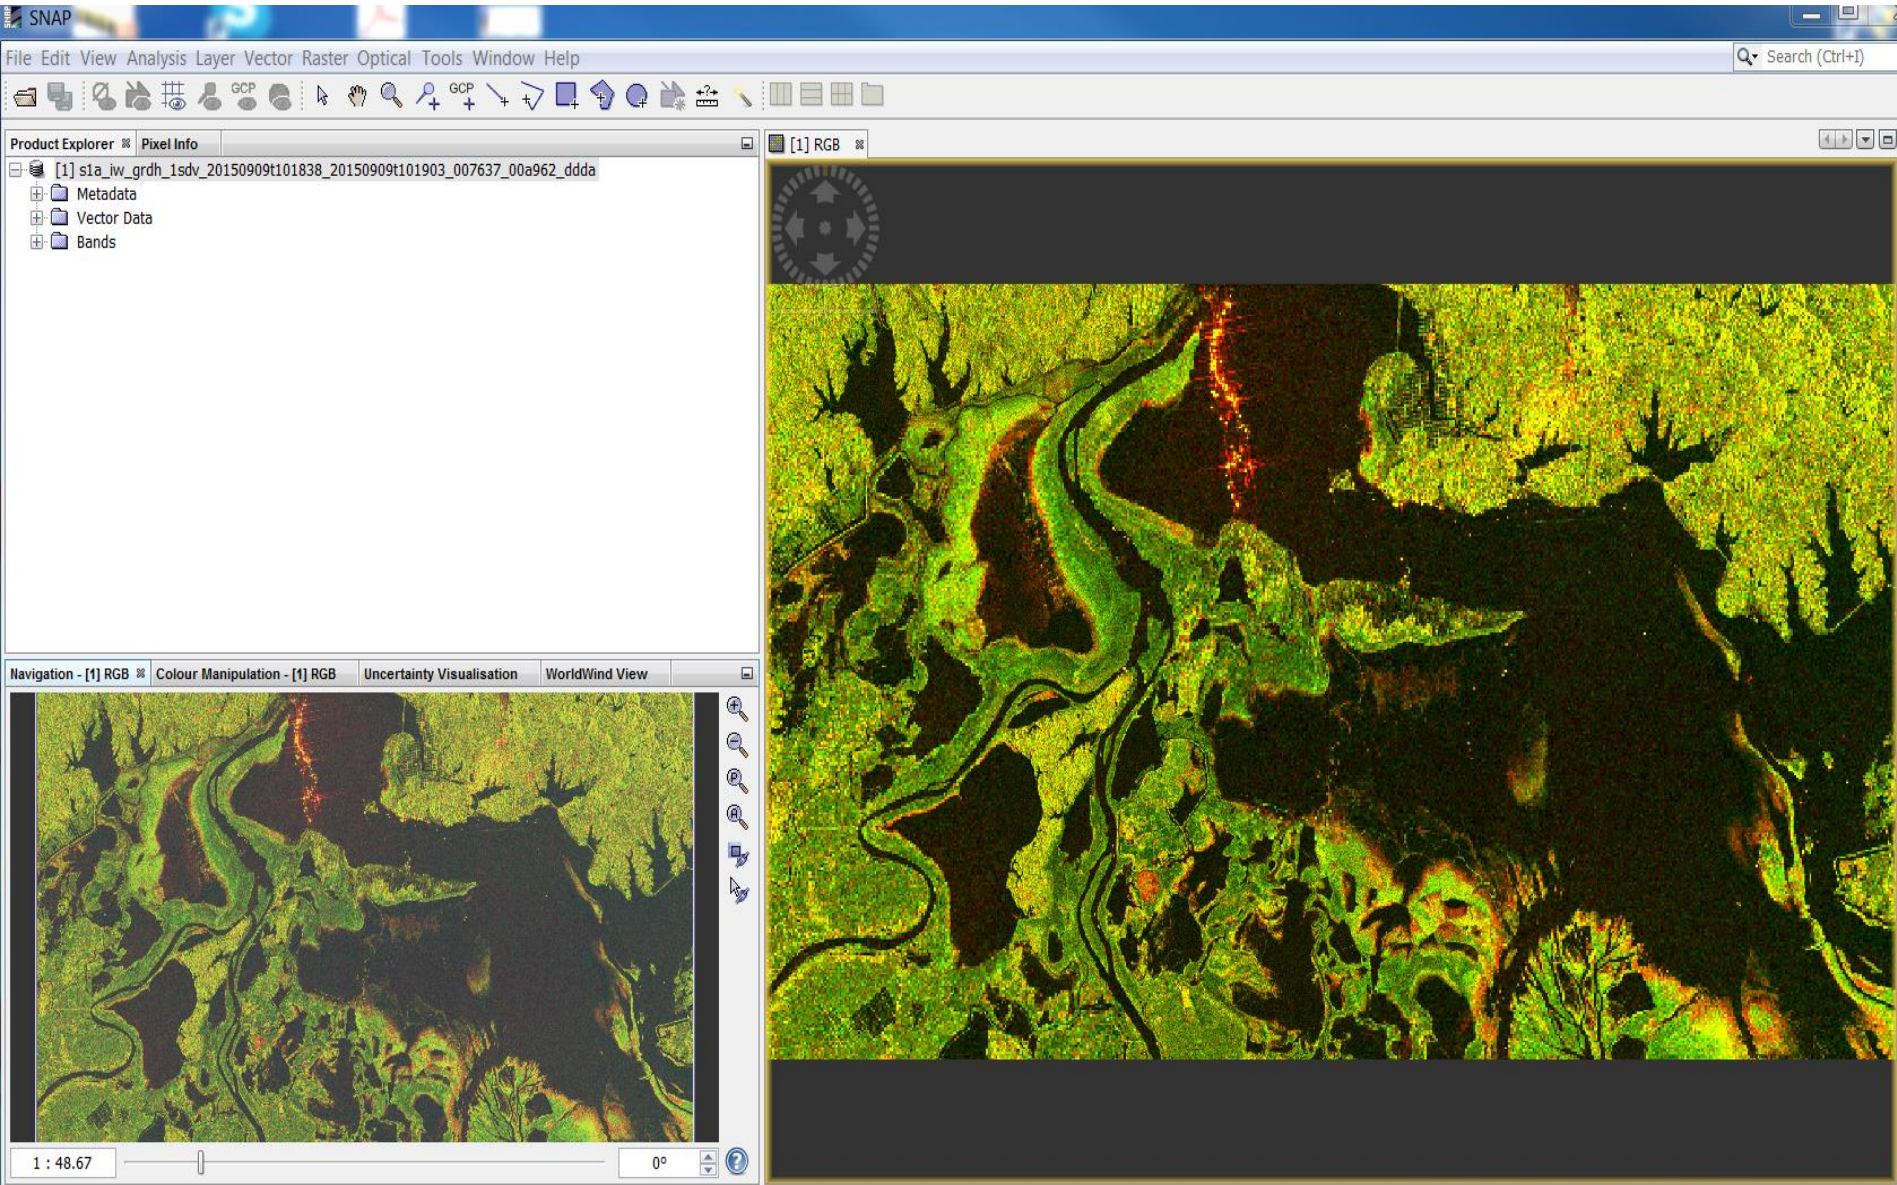 SNAP
File Edit View Analysis Layer Vector Raster Optical Tools Window Help
Search (Ctrl+I)
GCP GCP
Product Explorer Pixel Info
[1] s1a_iw_grdh_1sdv_20150909t101838_20150909t101903_007637_00a962_ddda
Metadata
Vector Data
Bands
[1] RGB
Navigation - [1] RGB Colour Manipulation - [1] RGB Uncertainty Visualisation WorldWind View
1 : 48.67
0°